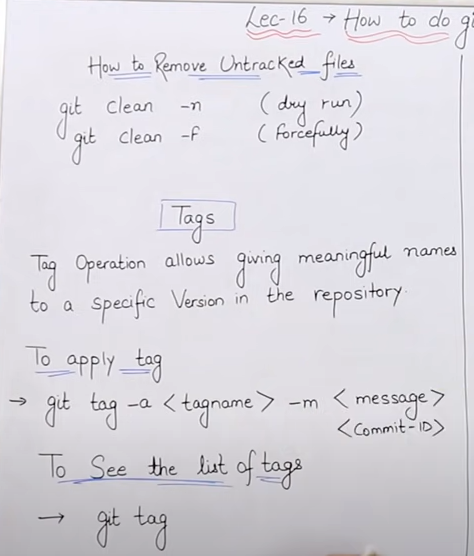 Lec-16 → How to do gi
How to Remove Untracked files
git clean -n (dry run)
git clean -f (forcefully)
Tags
Tag Operation allows giving meaningful names
to a specific Version in the repository.
To apply tag
→ git tag -a <tagname> -m <message>
<Commit-ID>
To See the list of tags
→ git tag